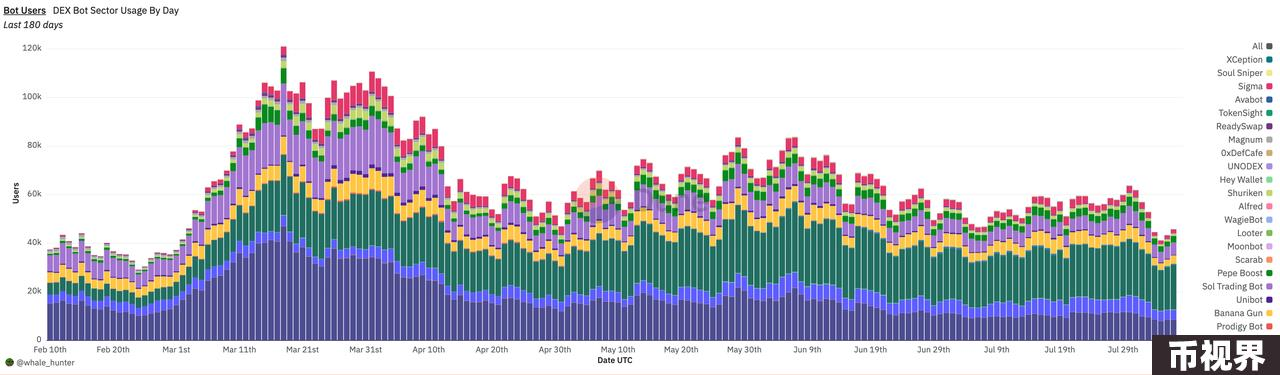 Bot Users DEX Bot Sector Usage By Day
Last 180 days
120k
100k
80k
60k
40k
20k
0
Users
Feb 10th Feb 20th Mar 1st Mar 11th Mar 21st Mar 31st Apr 10th Apr 20th Apr 30th May 10th May 20th May 30th Jun 9th Jun 19th Jun 29th Jul 9th Jul 19th Jul 29th
Date UTC
@whale_hunter
All
XCeption
Soul Sniper
Sigma
Avabot
TokenSight
ReadySwap
Magnum
0xDefCafe
UNODEX
Hey Wallet
Shuriken
Alfred
WagieBot
Looter
Moonbot
Scarab
Pepe Boost
Sol Trading Bot
Unibot
Banana Gun
Prodigy Bot
币视界